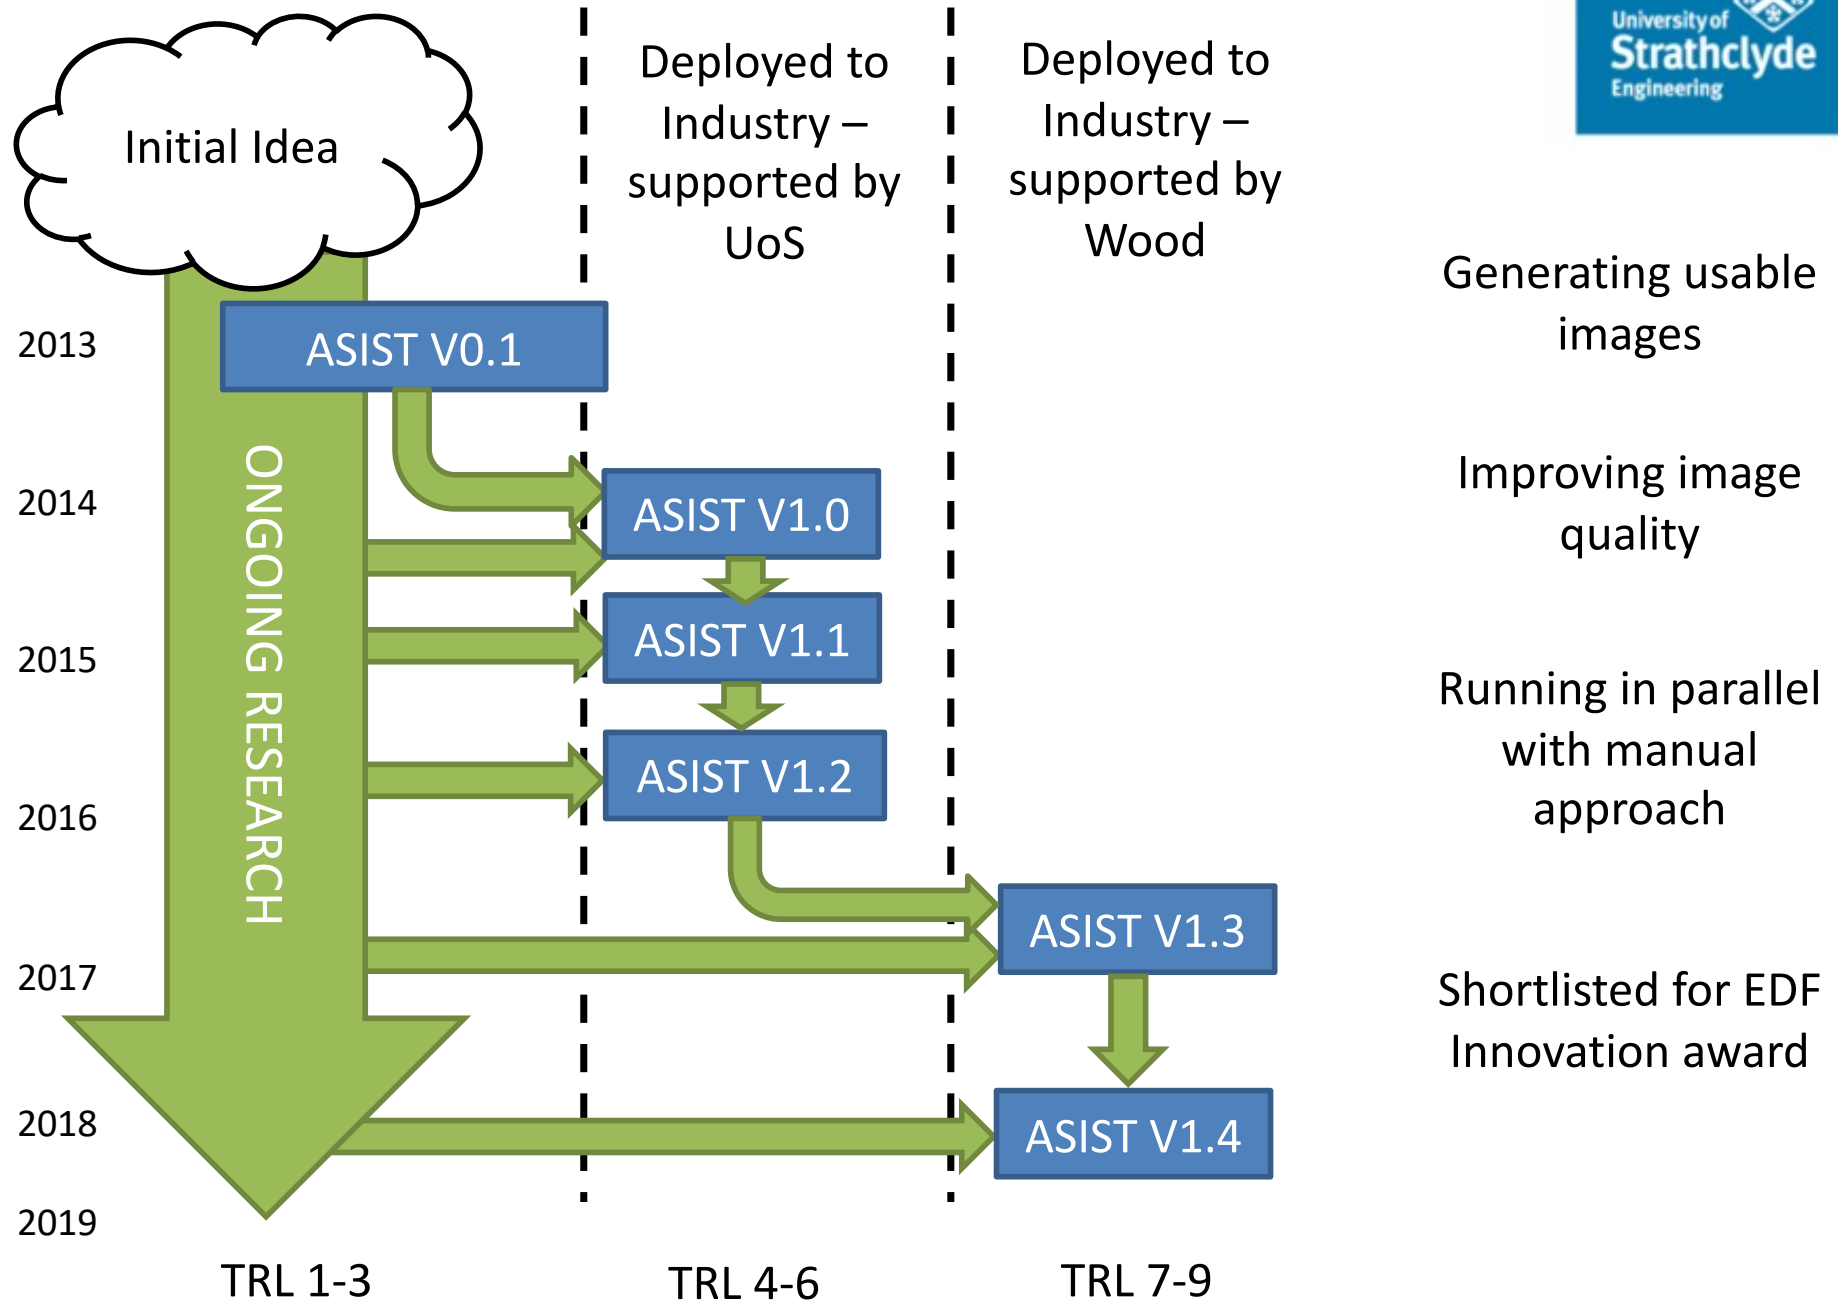 Initial Idea
Deployed to
Industry –
supported by
UoS
Deployed to
Industry –
supported by
Wood
University of
Strathclyde
Engineering
2013
ASIST V0.1
Generating usable
images
ONGOING RESEARCH
2014
ASIST V1.0
Improving image
quality
2015
ASIST V1.1
Running in parallel
with manual
approach
2016
ASIST V1.2
2017
ASIST V1.3
Shortlisted for EDF
Innovation award
2018
ASIST V1.4
2019
TRL 1-3
TRL 4-6
TRL 7-9